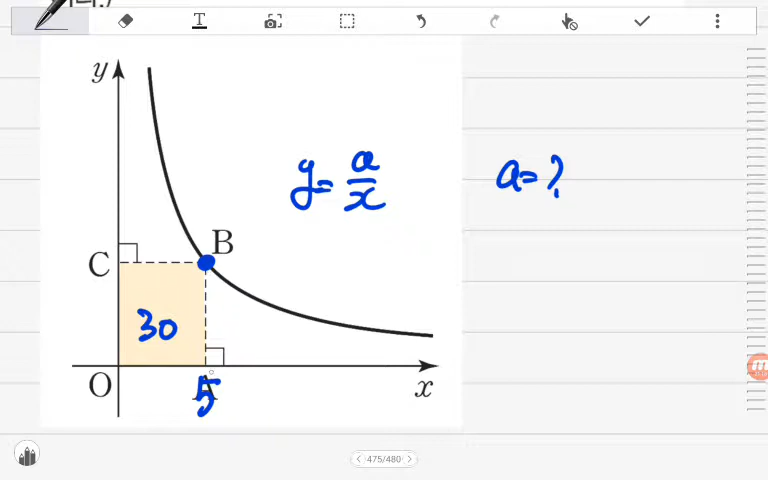 T
y
y = a/x
a = ?
B
C
30
O
5
x
475/480